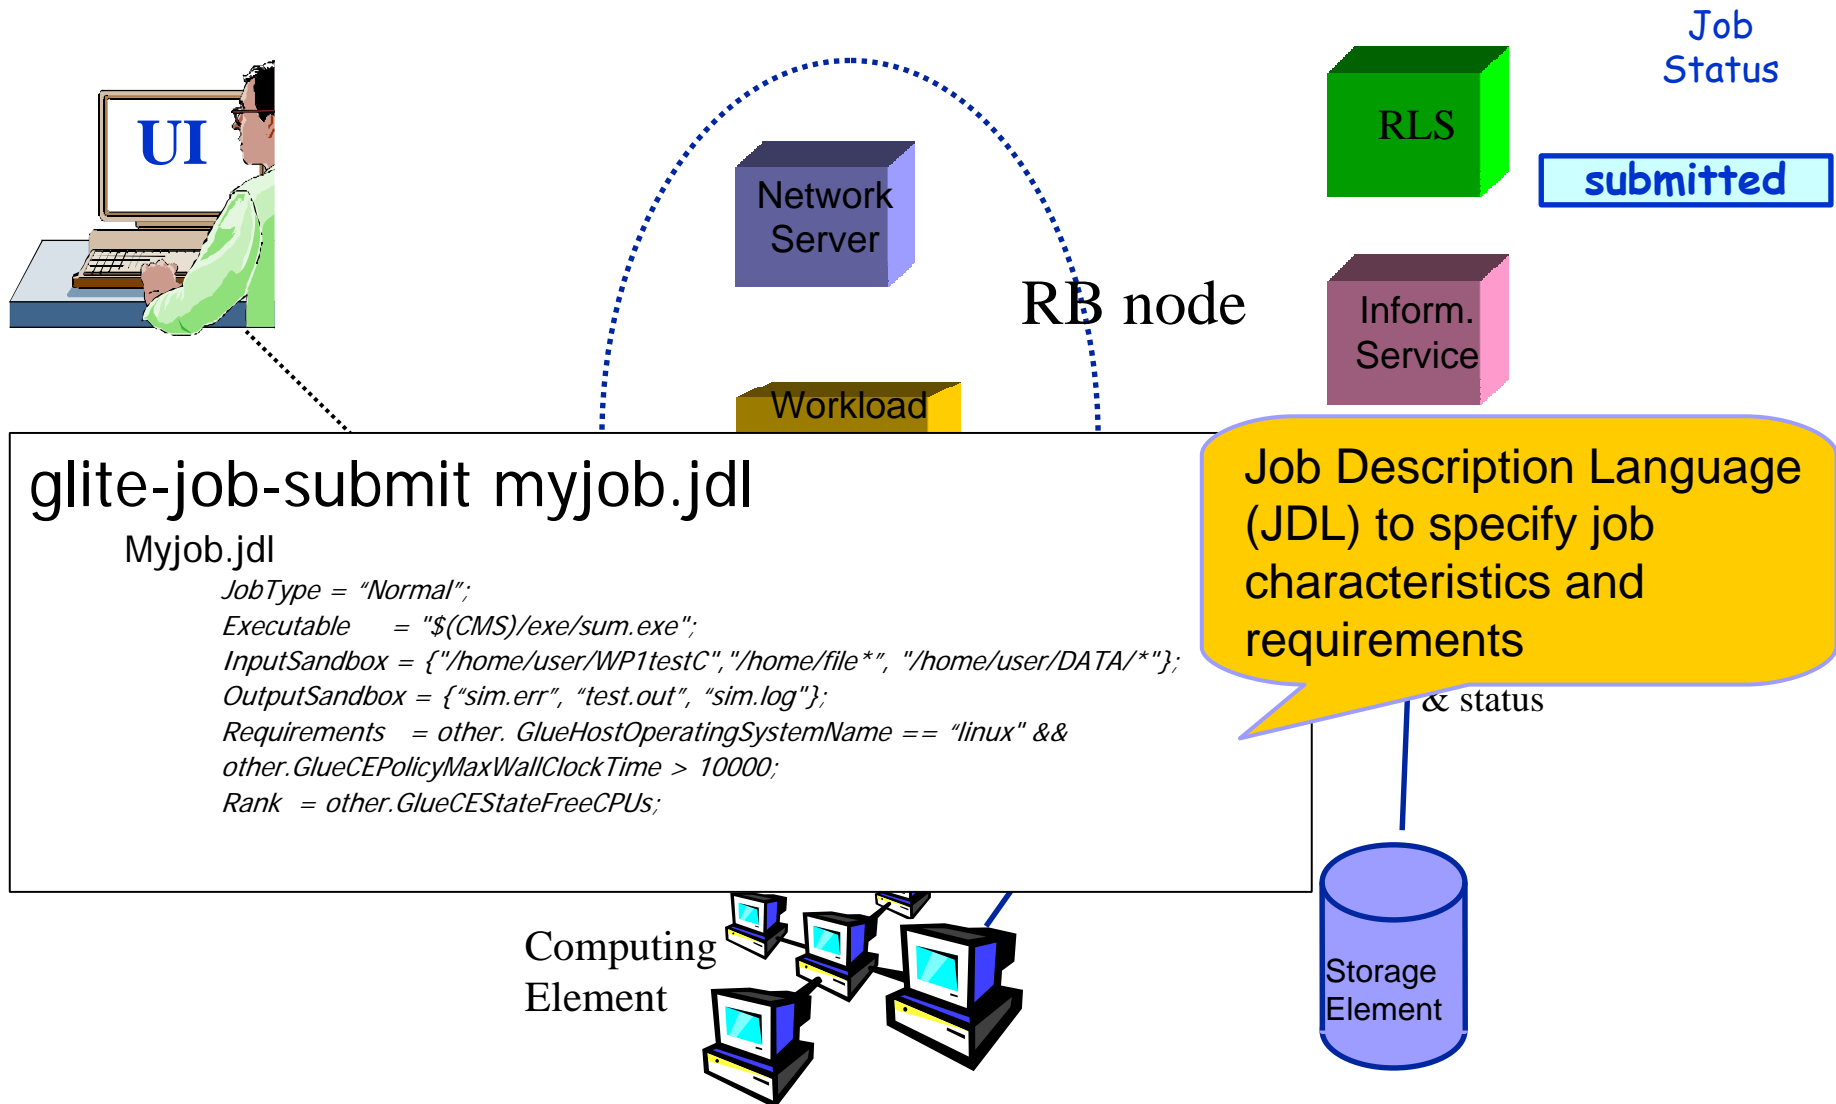 Job
Status
UI
RLS
submitted
Network
Server
RB node
Inform.
Service
Workload
glite-job-submit myjob.jdl
Myjob.jdl
JobType = “Normal”;
Executable = "$(CMS)/exe/sum.exe";
InputSandbox = {"/home/user/WP1testC","/home/file*”, "/home/user/DATA/*"};
OutputSandbox = {“sim.err”, “test.out”, “sim.log"};
Requirements = other. GlueHostOperatingSystemName == “linux" &&
other.GlueCEPolicyMaxWallClockTime > 10000;
Rank = other.GlueCEStateFreeCPUs;
Job Description Language
(JDL) to specify job
characteristics and
requirements
& status
Computing
Element
Storage
Element